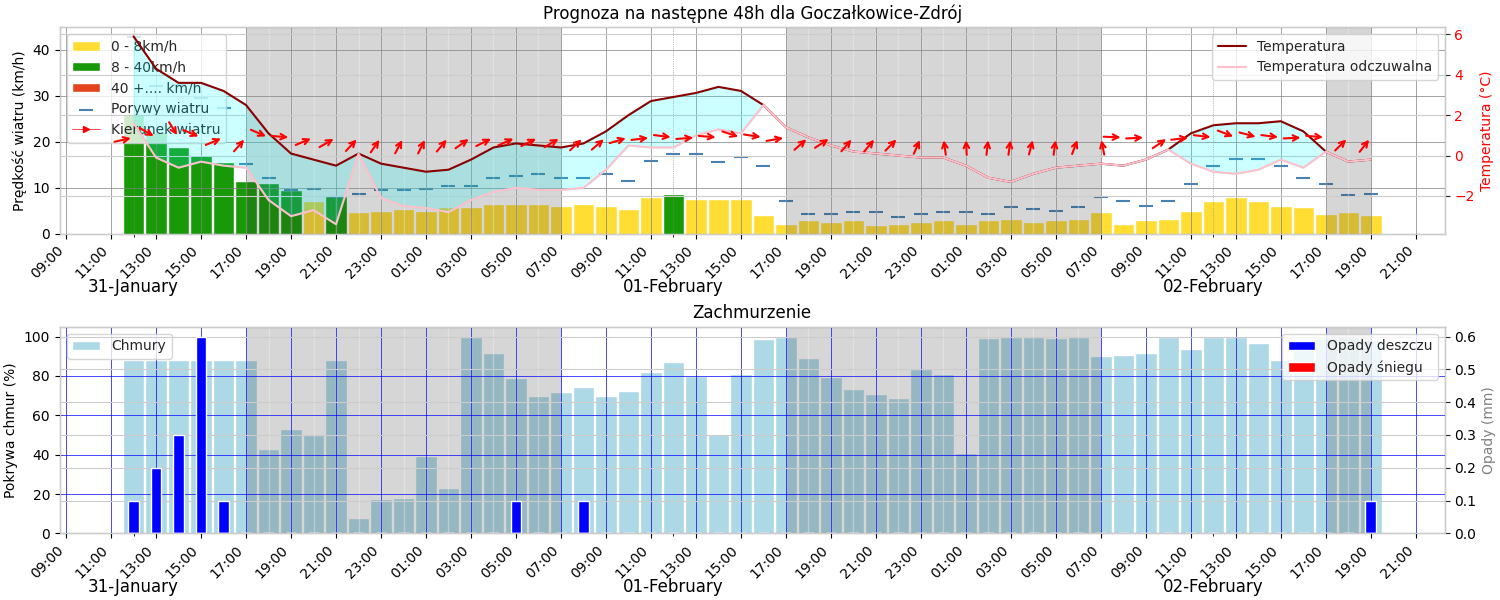 Prognoza na następne 48h dla Goczałkowice-Zdrój
Prędkość wiatru (km/h)
40
30
20
10
0
0 - 8km/h
8 - 40km/h
40 +.... km/h
Porywy wiatru
Kierunek wiatru
Temperatura
Temperatura odczuwalna
6
4
2
0
−2
Temperatura (°C)
09:00 11:00 13:00 15:00 17:00 19:00 21:00 23:00 01:00 03:00 05:00 07:00 09:00 11:00 13:00 15:00 17:00 19:00 21:00 23:00 01:00 03:00 05:00 07:00 09:00 11:00 13:00 15:00 17:00 19:00 21:00
31-January 01-February 02-February
Zachmurzenie
Pokrywa chmur (%)
100
80
60
40
20
0
Chmury
Opady deszczu
Opady śniegu
0.6
0.5
0.4
0.3
0.2
0.1
0.0
Opady (mm)
09:00 11:00 13:00 15:00 17:00 19:00 21:00 23:00 01:00 03:00 05:00 07:00 09:00 11:00 13:00 15:00 17:00 19:00 21:00 23:00 01:00 03:00 05:00 07:00 09:00 11:00 13:00 15:00 17:00 19:00 21:00
31-January 01-February 02-February